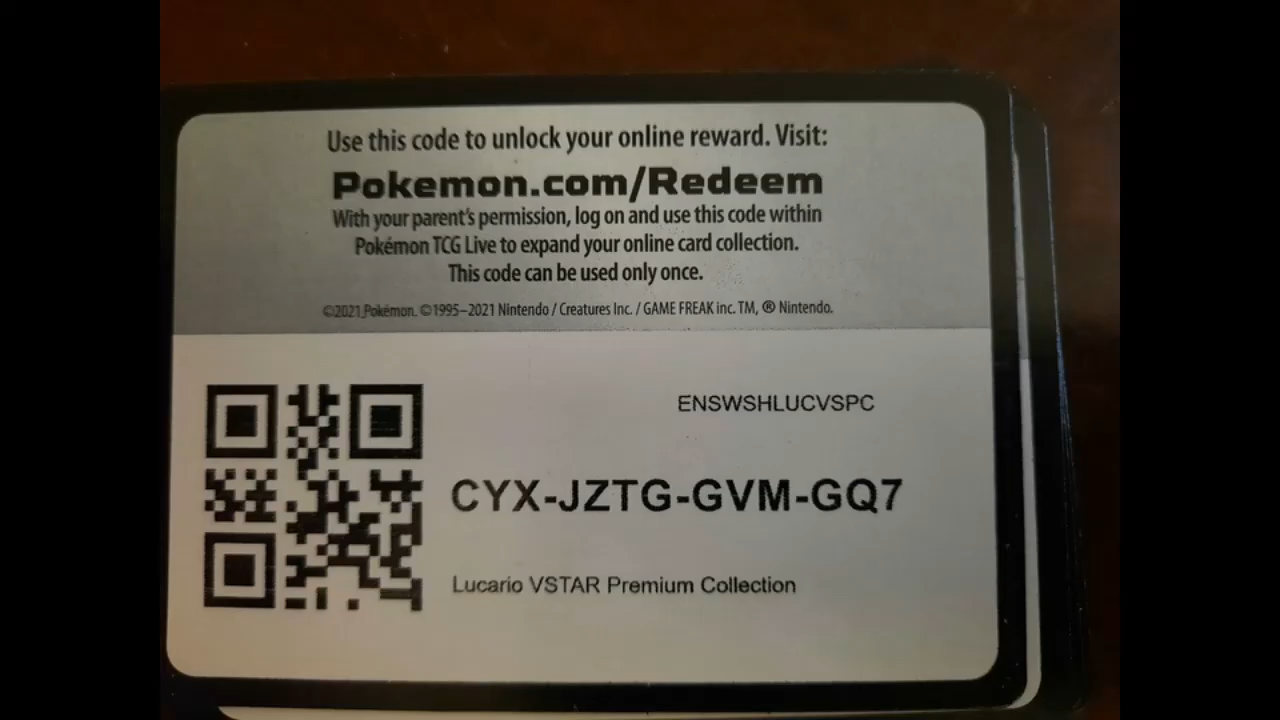 Use this code to unlock your online reward. Visit:
Pokemon.com/Redeem
With your parent's permission, log on and use this code within
Pokémon TCG Live to expand your online card collection.
This code can be used only once.
©2021 Pokémon. ©1995–2021 Nintendo / Creatures Inc. / GAME FREAK inc. TM, ® Nintendo.
ENSWSHLUCVSPC
CYX-JZTG-GVM-GQ7
Lucario VSTAR Premium Collection